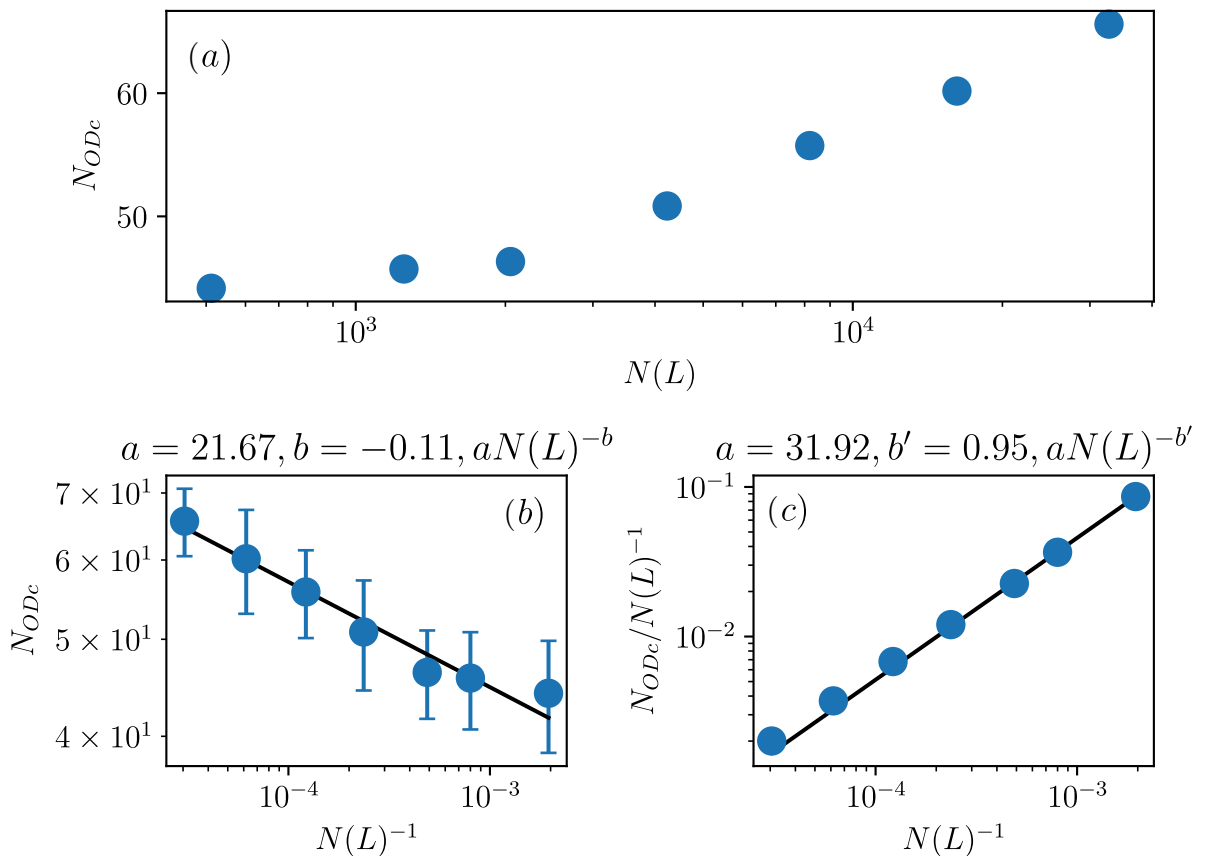 (a)
N_{ODc}
60
50
10^3
10^4
N(L)
a = 21.67, b = −0.11, aN(L)^{−b}
(b)
N_{ODc}
7 × 10^1
6 × 10^1
5 × 10^1
4 × 10^1
10^{−4}
10^{−3}
N(L)^{−1}
a = 31.92, b′ = 0.95, aN(L)^{−b′}
(c)
N_{ODc}/N(L)^{−1}
10^{−1}
10^{−2}
10^{−4}
10^{−3}
N(L)^{−1}